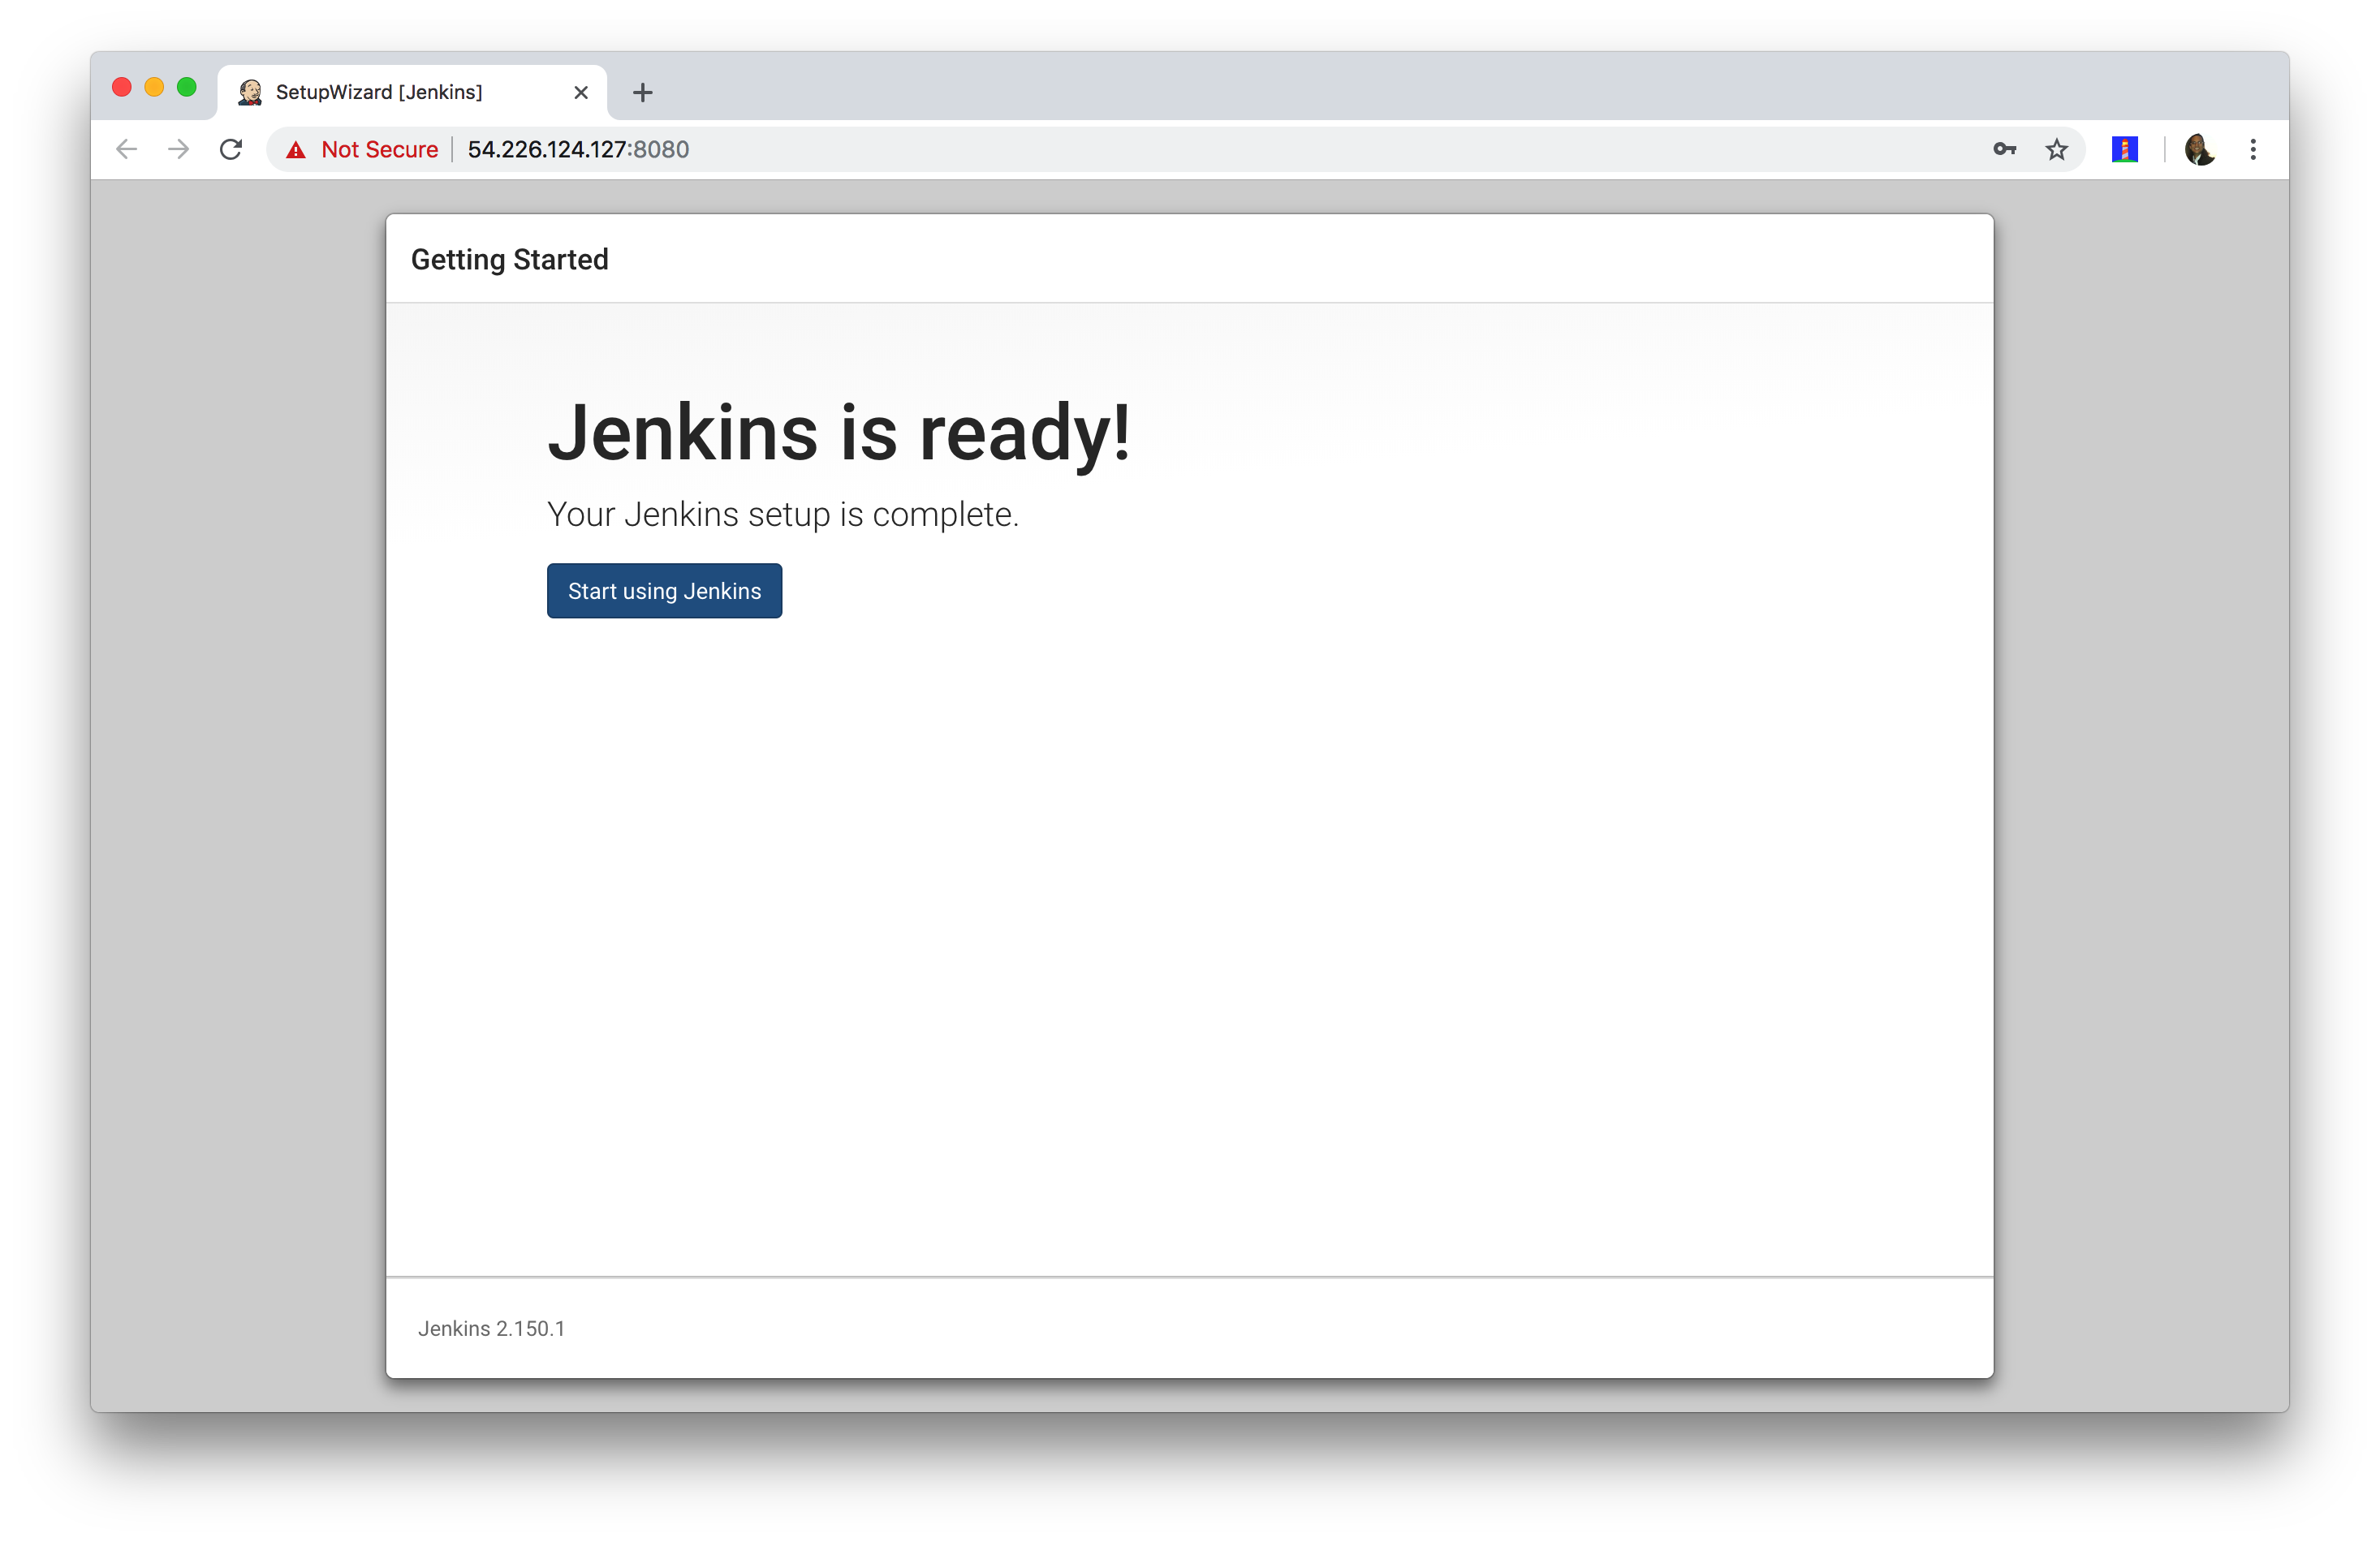 SetupWizard [Jenkins]
Not Secure 54.226.124.127:8080
Getting Started
Jenkins is ready!
Your Jenkins setup is complete.
Start using Jenkins
Jenkins 2.150.1